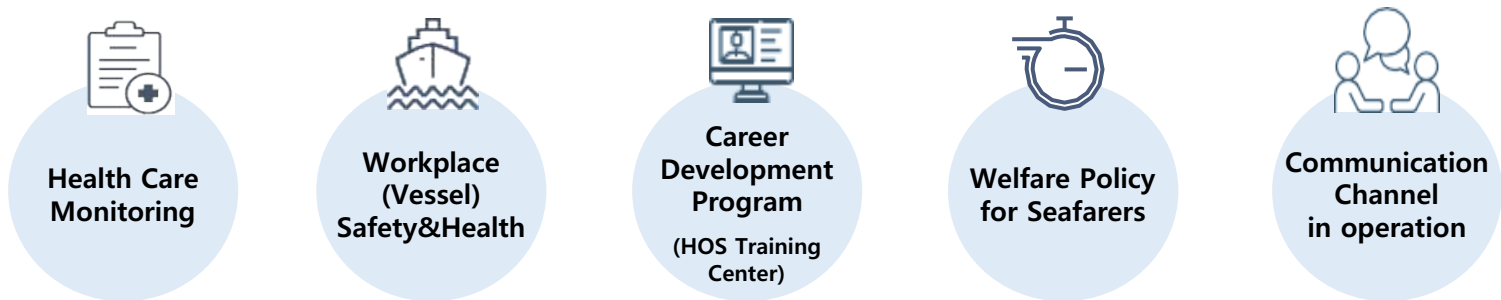 Health Care
Monitoring
Workplace
(Vessel)
Safety&Health
Career
Development
Program
(HOS Training
Center)
Welfare Policy
for Seafarers
Communication
Channel
in operation